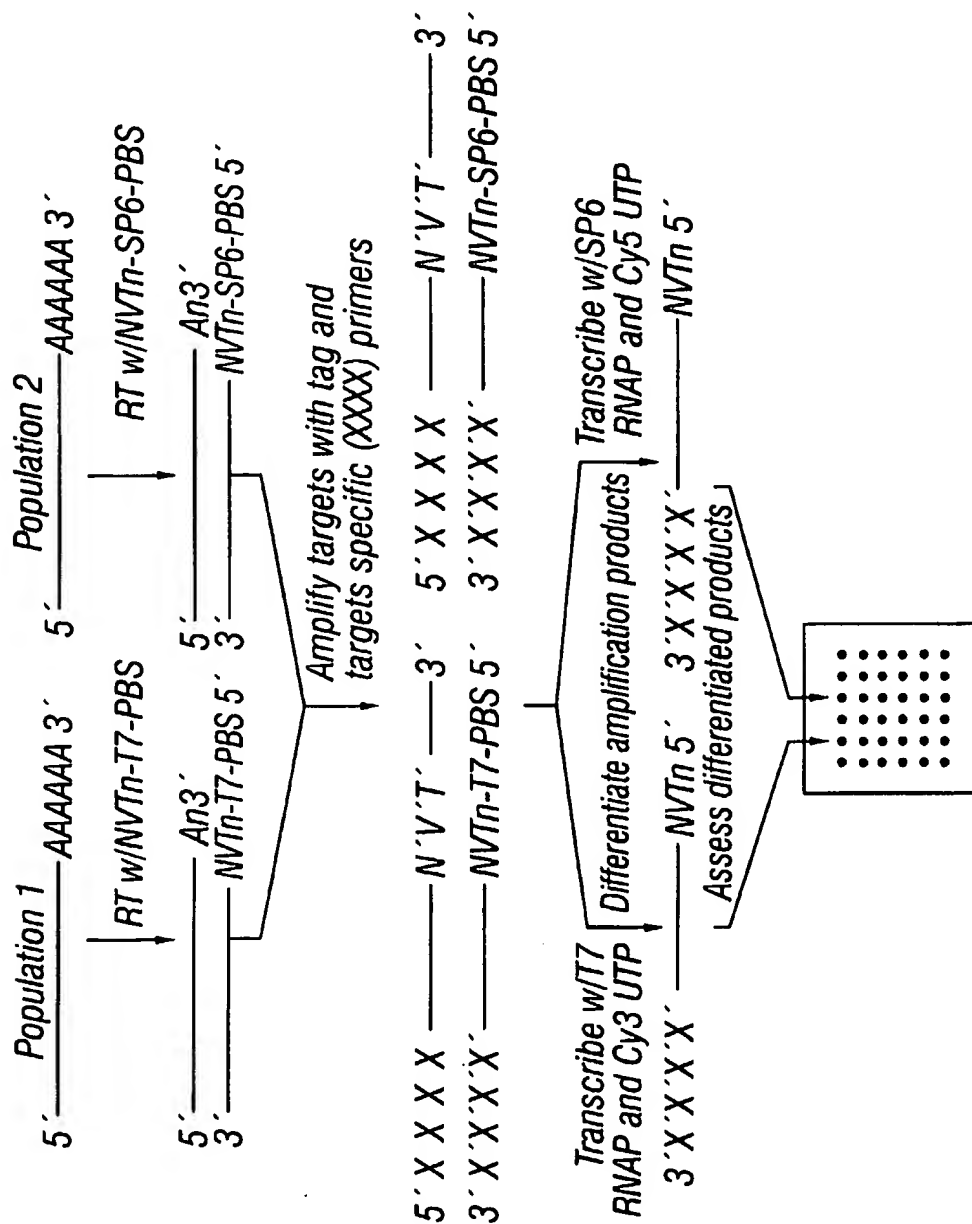 Population 1
Population 2
5´ AAAAAA 3´
5´ AAAAAA 3´
RT w/NVTn-T7-PBS
RT w/NVTn-SP6-PBS
5´ An3´
3´ NVTn-T7-PBS 5´
5´ An3´
3´ NVTn-SP6-PBS 5´
Amplify targets with tag and
targets specific (XXXX) primers
5´ X X X X N´V´T´ 3´
3´ X´X´X´X´ NVTn-T7-PBS 5´
5´ X X X X N´V´T´ 3´
3´ X´X´X´X´ NVTn-SP6-PBS 5´
Transcribe w/T7
RNAP and Cy3 UTP
Differentiate amplification products
Transcribe w/SP6
RNAP and Cy5 UTP
3´X´X´X´X´ NVTn 5´
3´X´X´X´X´ NVTn 5´
Assess differentiated products